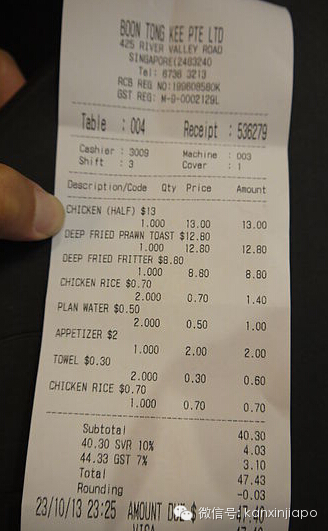 BOON TONG KEE PTE LTD
425 RIVER VALLEY ROAD
SINGAPORE(248324)
Tel: 6736 3213
RCB REG NO:199808580K
GST REG: M-9-0002129L
Table : 004 Receipt : 536279
Cashier : 3009 Machine : 003
Shift : 3 Cover : 1
Description/Code Qty Price Amount
CHICKEN (HALF) $13
1.000 13.00 13.00
DEEP FRIED PRAWN TOAST $12.80
1.000 12.80 12.80
DEEP FRIED FRITTER $8.80
1.000 8.80 8.80
CHICKEN RICE $0.70
2.000 0.70 1.40
PLAN WATER $0.50
2.000 0.50 1.00
APPETIZER $2
1.000 2.00 2.00
TOWEL $0.30
2.000 0.30 0.60
CHICKEN RICE $0.70
1.000 0.70 0.70
Subtotal 40.30
40.30 SVR 10% 4.03
44.33 GST 7% 3.10
Total 47.43
Rounding -0.03
23/10/13 23:25 AMOUNT DUE
微信号: kanxinjiapo
VISA